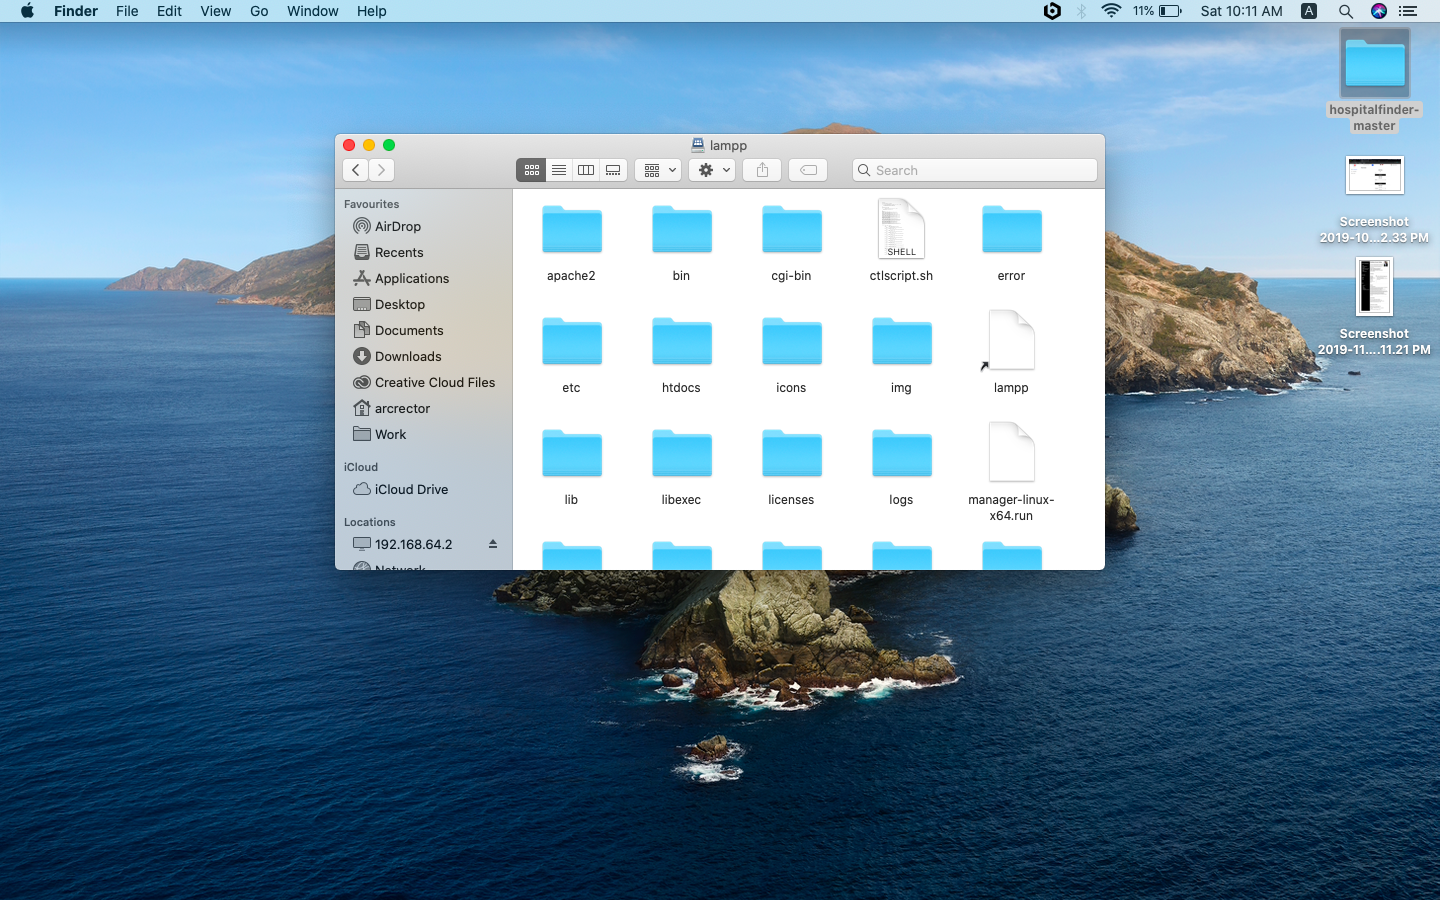 Finder File Edit View Go Window Help 11% Sat 10:11 AM A
hospitalfinder-
master
Screenshot
2019-10...2.33 PM
Screenshot
2019-11....11.21 PM
lampp
Search
Favourites
AirDrop
Recents
Applications
Desktop
Documents
Downloads
Creative Cloud Files
arcrector
Work
iCloud
iCloud Drive
Locations
192.168.64.2
Network
SHELL
apache2 bin cgi-bin ctlscript.sh error
etc htdocs icons img lampp
lib libexec licenses logs manager-linux-
x64.run